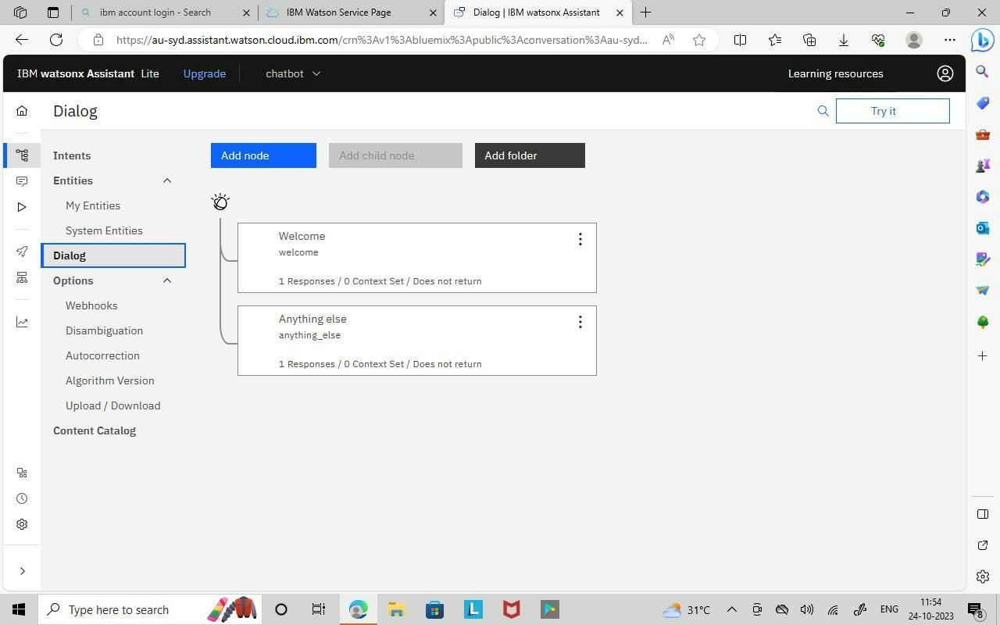 ibm account login - Search
IBM Watson Service Page
Dialog | IBM watsonx Assistant
https://au-syd.assistant.watson.cloud.ibm.com/crn%3Av1%3Abluemix%3Apublic%3Aconversation%3Aau-syd...
IBM watsonx Assistant Lite
Upgrade
chatbot
Learning resources
Dialog
Try it
Intents
Entities
My Entities
System Entities
Dialog
Options
Webhooks
Disambiguation
Autocorrection
Algorithm Version
Upload / Download
Content Catalog
Add node
Add child node
Add folder
Welcome
welcome
1 Responses / 0 Context Set / Does not return
Anything else
anything_else
1 Responses / 0 Context Set / Does not return
Type here to search
L
31°C
ENG
11:54
24-10-2023
8